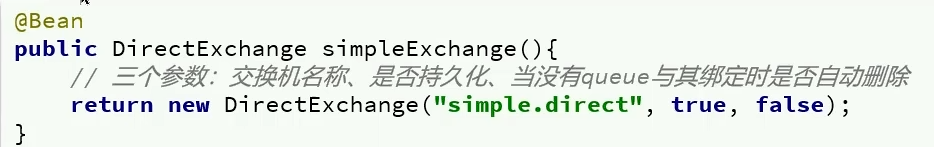 @Bean
public DirectExchange simpleExchange(){
    // 三个参数：交换机名称、是否持久化、当没有queue与其绑定时是否自动删除
    return new DirectExchange("simple.direct", true, false);
}